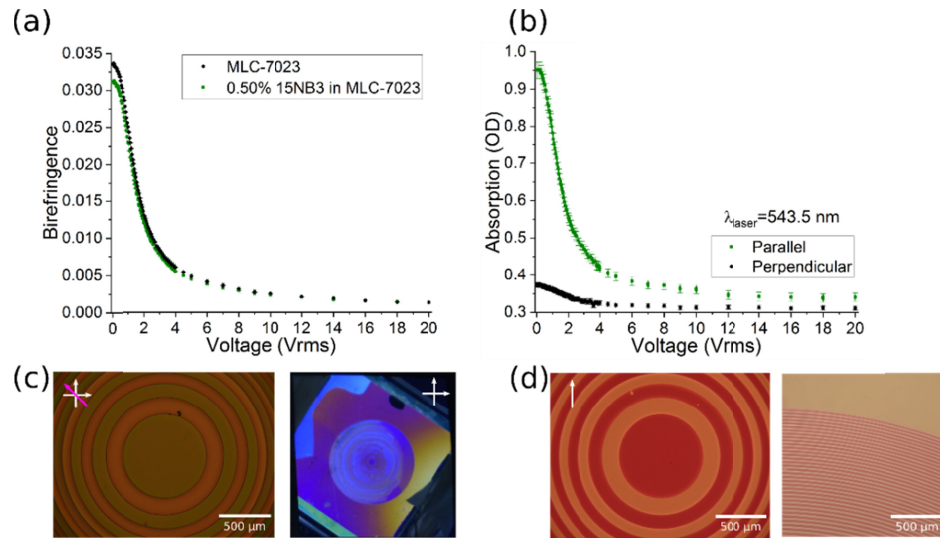 (a)
0.035
0.030
0.025
0.020
0.015
0.010
0.005
0.000
Birefringence
MLC-7023
0.50% 15NB3 in MLC-7023
0 2 4 6 8 10 12 14 16 18 20
Voltage (Vrms)
(b)
1.0
0.9
0.8
0.7
0.6
0.5
0.4
0.3
Absorption (OD)
λlaser=543.5 nm
Parallel
Perpendicular
0 2 4 6 8 10 12 14 16 18 20
Voltage (Vrms)
(c)
500 μm
(d)
500 μm
500 μm